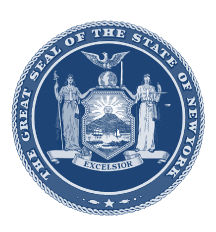 THE GREAT SEAL OF THE STATE OF NEW YORK
EXCELSIOR